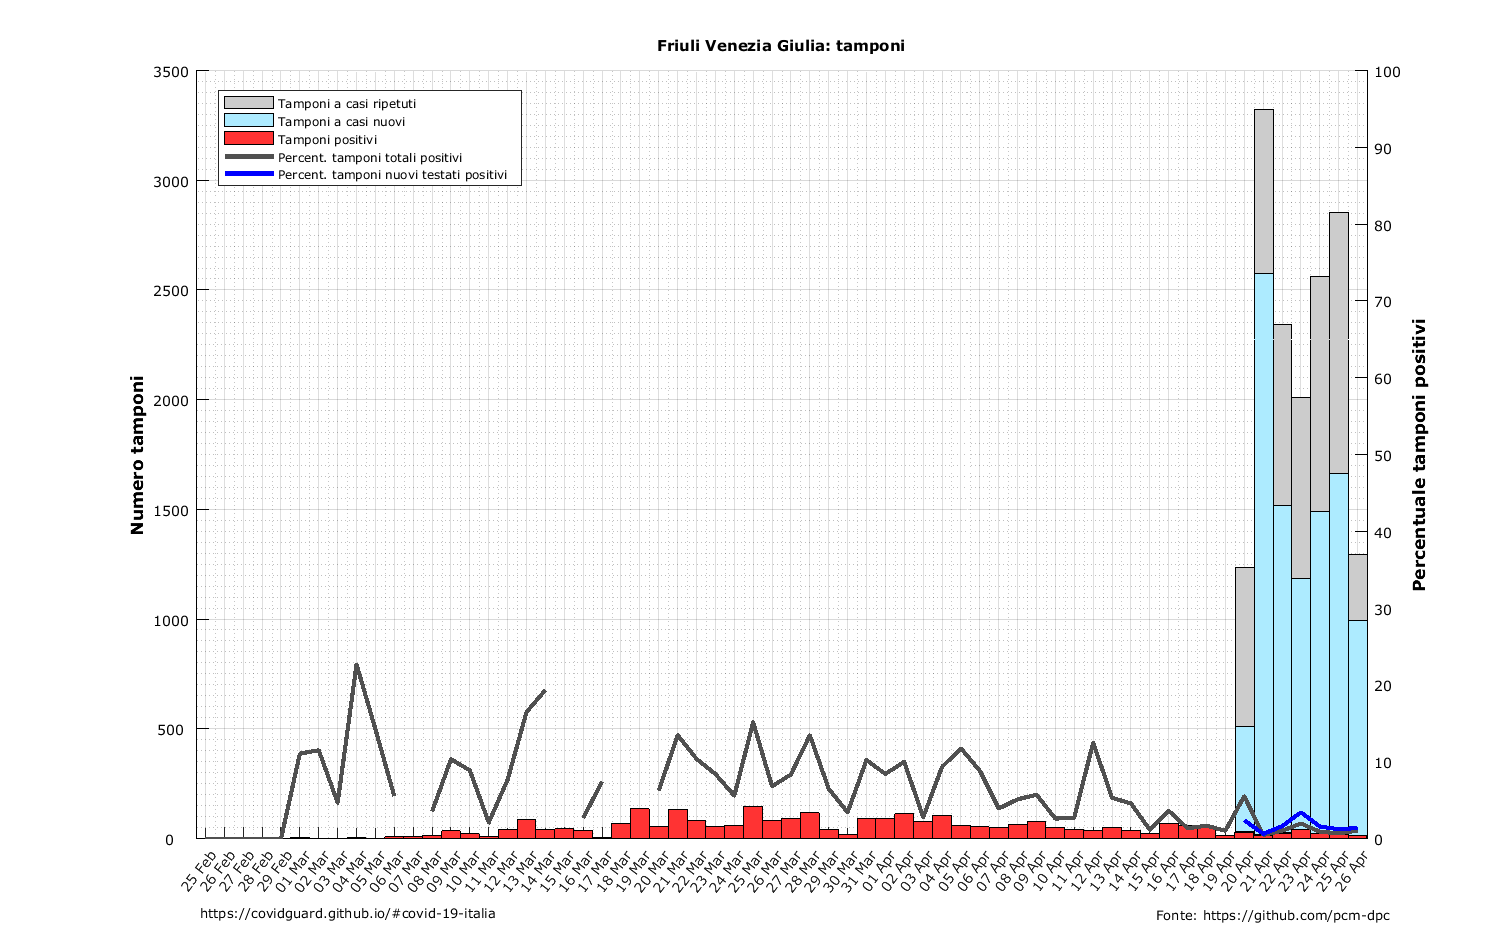 Friuli Venezia Giulia: tamponi
Tamponi a casi ripetuti
Tamponi a casi nuovi
Tamponi positivi
Percent. tamponi totali positivi
Percent. tamponi nuovi testati positivi
Numero tamponi
3500
3000
2500
2000
1500
1000
500
0
Percentuale tamponi positivi
100
90
80
70
60
50
40
30
20
10
0
25 Feb
26 Feb
27 Feb
28 Feb
29 Feb
01 Mar
02 Mar
03 Mar
04 Mar
05 Mar
06 Mar
07 Mar
08 Mar
09 Mar
10 Mar
11 Mar
12 Mar
13 Mar
14 Mar
15 Mar
16 Mar
17 Mar
18 Mar
19 Mar
20 Mar
21 Mar
22 Mar
23 Mar
24 Mar
25 Mar
26 Mar
27 Mar
28 Mar
29 Mar
30 Mar
31 Mar
01 Apr
02 Apr
03 Apr
04 Apr
05 Apr
06 Apr
07 Apr
08 Apr
09 Apr
10 Apr
11 Apr
12 Apr
13 Apr
14 Apr
15 Apr
16 Apr
17 Apr
18 Apr
19 Apr
20 Apr
21 Apr
22 Apr
23 Apr
24 Apr
25 Apr
26 Apr
https://covidguard.github.io/#covid-19-italia
Fonte: https://github.com/pcm-dpc